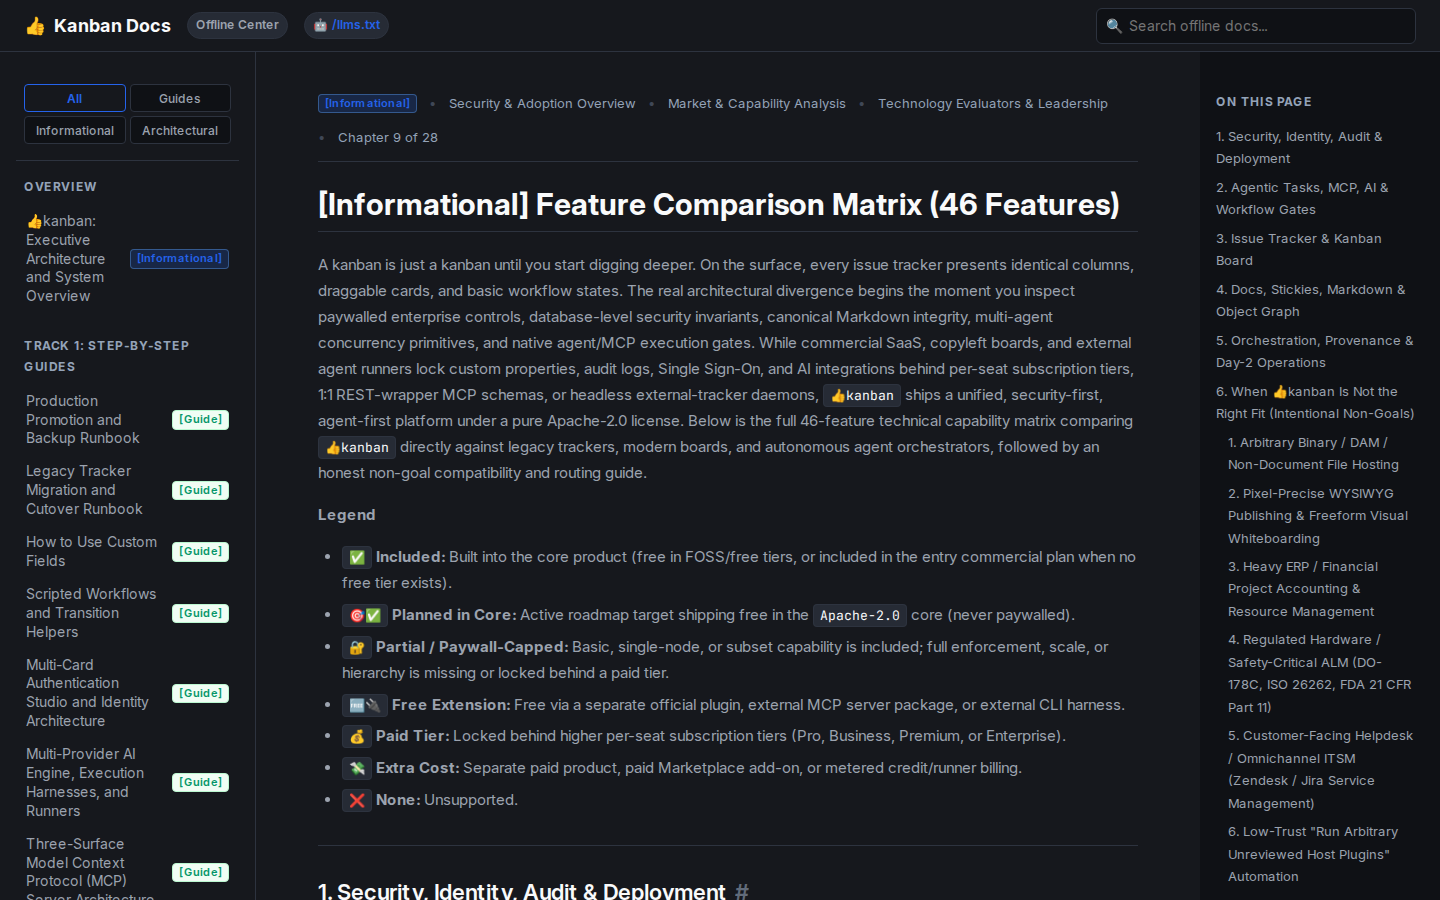 👍 Kanban Docs
Offline Center
🤖 /llms.txt
🔍 Search offline docs...
All
Guides
Informational
Architectural
OVERVIEW
👍kanban:
Executive
Architecture
and System
Overview
[Informational]
TRACK 1: STEP-BY-STEP
GUIDES
Production
Promotion and
Backup Runbook
[Guide]
Legacy Tracker
Migration and
Cutover Runbook
[Guide]
How to Use Custom
Fields
[Guide]
Scripted Workflows
and Transition
Helpers
[Guide]
Multi-Card
Authentication
Studio and Identity
Architecture
[Guide]
Multi-Provider AI
Engine, Execution
Harnesses, and
Runners
[Guide]
Three-Surface
Model Context
Protocol (MCP)
Server Architecture
[Guide]
[Informational] • Security & Adoption Overview • Market & Capability Analysis • Technology Evaluators & Leadership
• Chapter 9 of 28
[Informational] Feature Comparison Matrix (46 Features)
A kanban is just a kanban until you start digging deeper. On the surface, every issue tracker presents identical columns,
draggable cards, and basic workflow states. The real architectural divergence begins the moment you inspect
paywalled enterprise controls, database-level security invariants, canonical Markdown integrity, multi-agent
concurrency primitives, and native agent/MCP execution gates. While commercial SaaS, copyleft boards, and external
agent runners lock custom properties, audit logs, Single Sign-On, and AI integrations behind per-seat subscription tiers,
1:1 REST-wrapper MCP schemas, or headless external-tracker daemons, 👍kanban ships a unified, security-first,
agent-first platform under a pure Apache-2.0 license. Below is the full 46-feature technical capability matrix comparing
👍kanban directly against legacy trackers, modern boards, and autonomous agent orchestrators, followed by an
honest non-goal compatibility and routing guide.
Legend
• ✅ Included: Built into the core product (free in FOSS/free tiers, or included in the entry commercial plan when no
free tier exists).
• 🎯✅ Planned in Core: Active roadmap target shipping free in the Apache-2.0 core (never paywalled).
• 🔐 Partial / Paywall-Capped: Basic, single-node, or subset capability is included; full enforcement, scale, or
hierarchy is missing or locked behind a paid tier.
• 🆓🔌 Free Extension: Free via a separate official plugin, external MCP server package, or external CLI harness.
• 💰 Paid Tier: Locked behind higher per-seat subscription tiers (Pro, Business, Premium, or Enterprise).
• 💸 Extra Cost: Separate paid product, paid Marketplace add-on, or metered credit/runner billing.
• ❌ None: Unsupported.
1. Security, Identity, Audit & Deployment #
ON THIS PAGE
1. Security, Identity, Audit &
Deployment
2. Agentic Tasks, MCP, AI &
Workflow Gates
3. Issue Tracker & Kanban
Board
4. Docs, Stickies, Markdown &
Object Graph
5. Orchestration, Provenance &
Day-2 Operations
6. When 👍kanban Is Not the
Right Fit (Intentional Non-Goals)
1. Arbitrary Binary / DAM /
Non-Document File Hosting
2. Pixel-Precise WYSIWYG
Publishing & Freeform Visual
Whiteboarding
3. Heavy ERP / Financial
Project Accounting &
Resource Management
4. Regulated Hardware /
Safety-Critical ALM (DO-
178C, ISO 26262, FDA 21 CFR
Part 11)
5. Customer-Facing Helpdesk
/ Omnichannel ITSM
(Zendesk / Jira Service
Management)
6. Low-Trust "Run Arbitrary
Unreviewed Host Plugins"
Automation